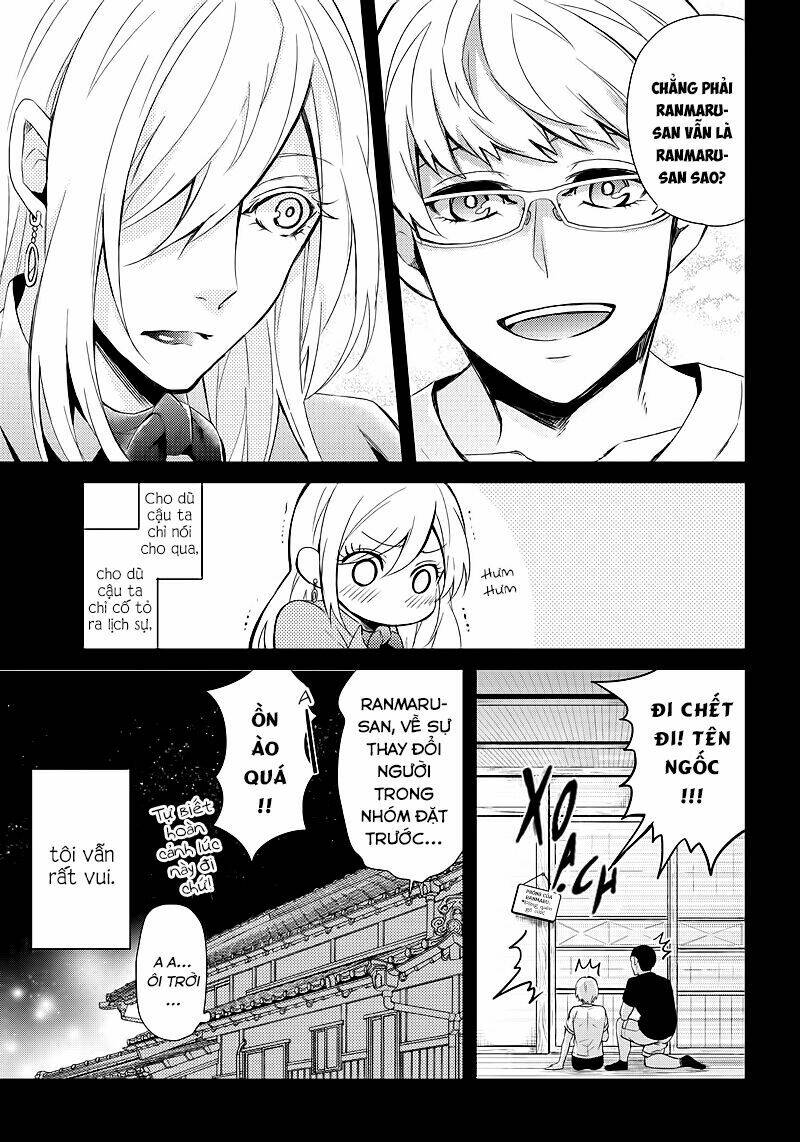 CHẲNG PHẢI
RANMARU-
SAN VẪN LÀ
RANMARU-
SAN SAO?
Cho dù
cậu ta
chỉ nói
cho qua,
cho dù
cậu ta
chỉ cố tỏ
ra lịch sự,
Hưm
Hưm
ĐI CHẾT
ĐI! TÊN
NGỐC
!!!
XOẠCH
PHÒNG CỦA
RANMARU:
RANMARU-
SAN, VỀ SỰ
THAY ĐỔI
NGƯỜI
TRONG
NHÓM ĐẶT
TRƯỚC...
A
ỒN
ÀO
QUÁ
!!
Tự biết
hoàn
cảnh lúc
này đi
chứ!
A A...
ÔI TRỜI
...
tôi vẫn
rất vui.